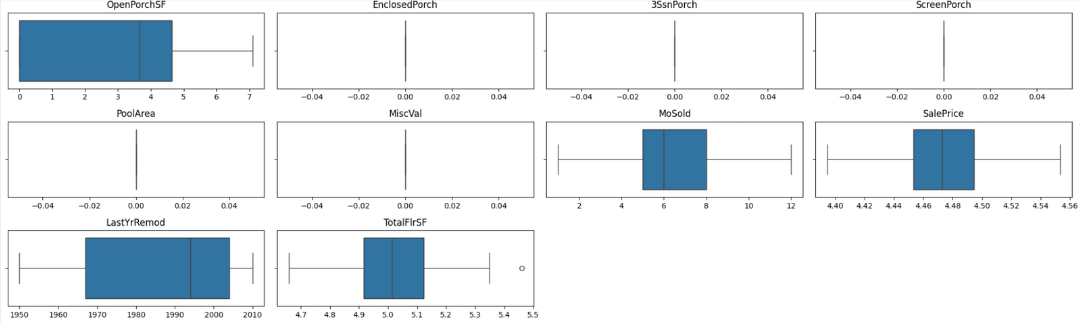 OpenPorchSF EnclosedPorch 3SsnPorch ScreenPorch
0 1 2 3 4 5 6 7 −0.04 −0.02 0.00 0.02 0.04 −0.04 −0.02 0.00 0.02 0.04 −0.04 −0.02 0.00 0.02 0.04
PoolArea MiscVal MoSold SalePrice
−0.04 −0.02 0.00 0.02 0.04 −0.04 −0.02 0.00 0.02 0.04 2 4 6 8 10 12 4.40 4.42 4.44 4.46 4.48 4.50 4.52 4.54 4.56
LastYrRemod TotalFlrSF
1950 1960 1970 1980 1990 2000 2010 4.7 4.8 4.9 5.0 5.1 5.2 5.3 5.4 5.5